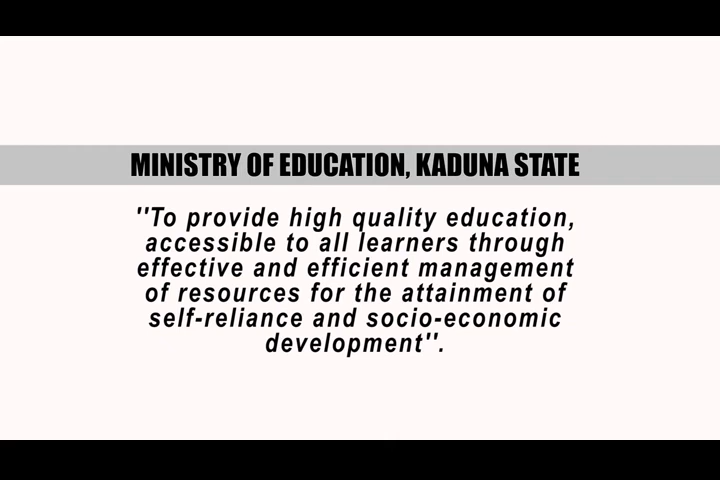 MINISTRY OF EDUCATION, KADUNA STATE
"To provide high quality education,
accessible to all learners through
effective and efficient management
of resources for the attainment of
self-reliance and socio-economic
development".